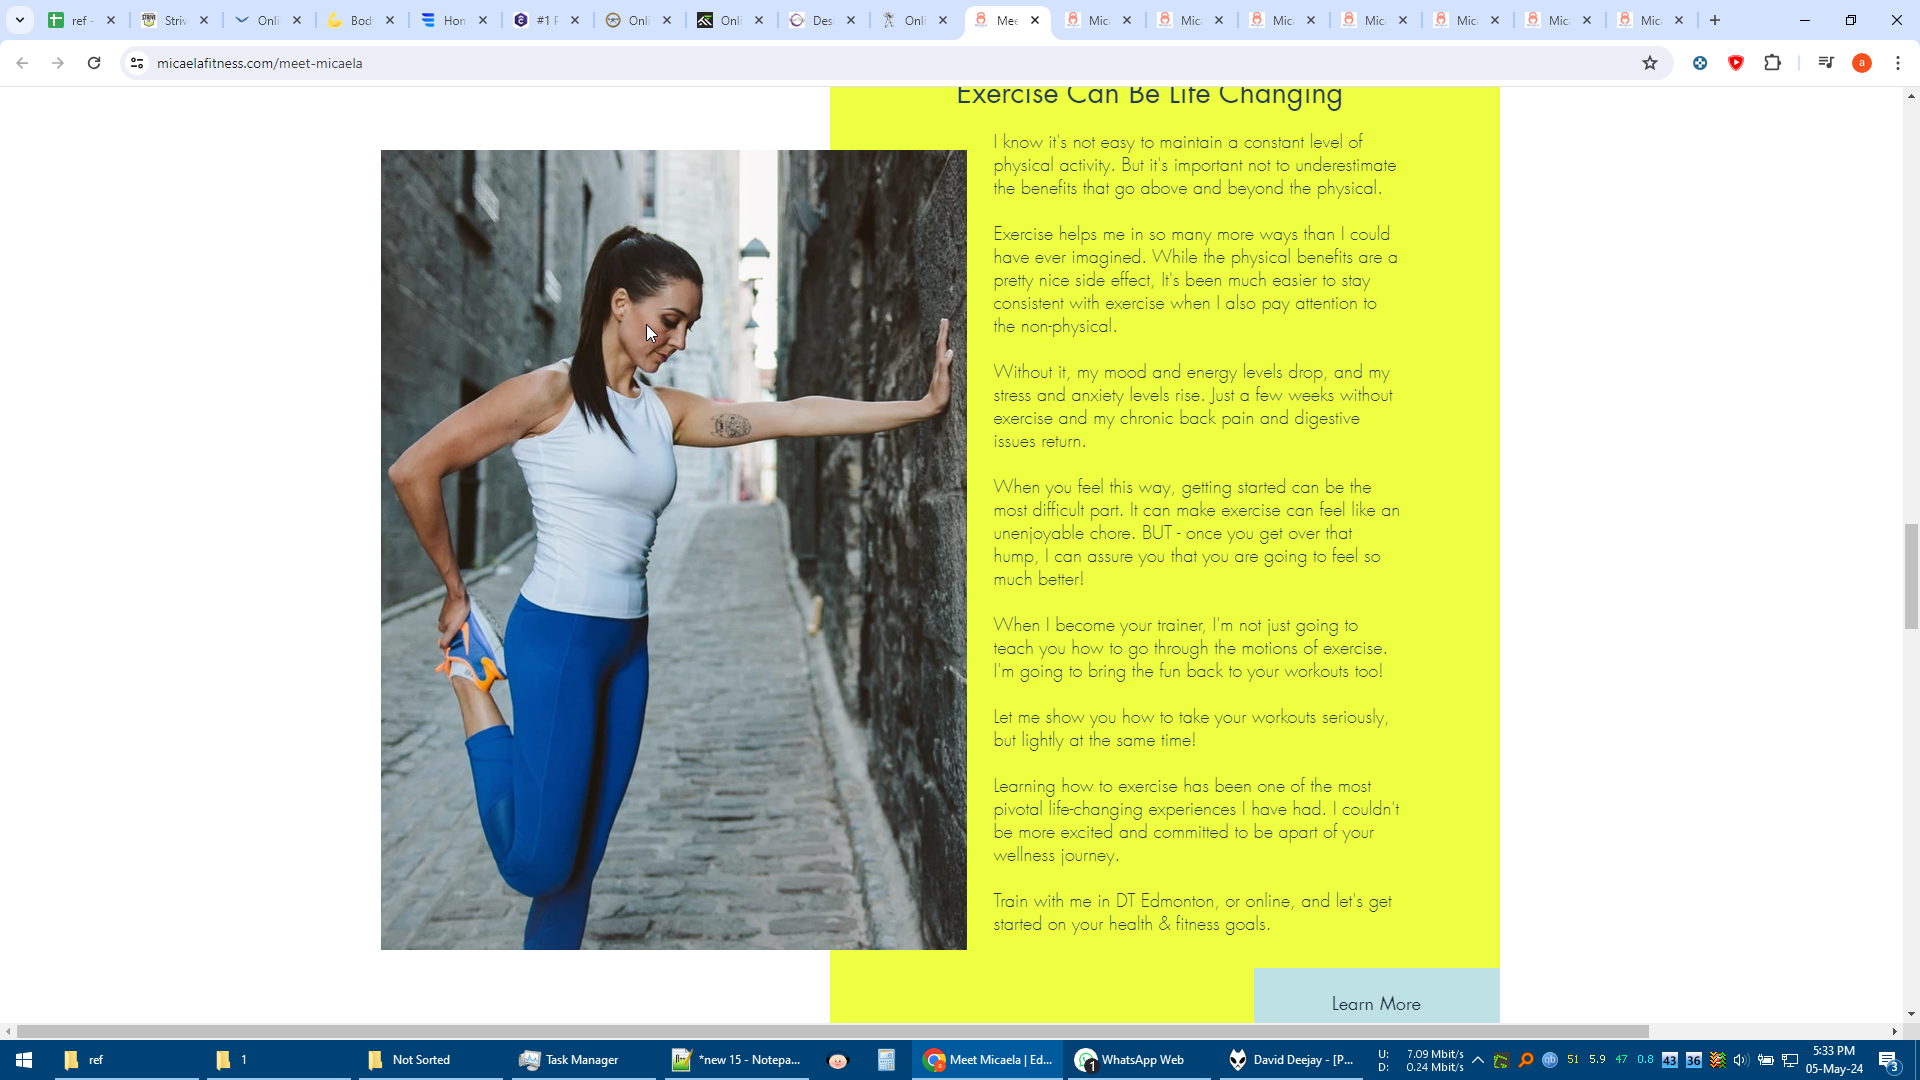 ref -
Striv
Onli
Bod
Hon
#1 F
Onli
Onli
Desi
Onli
Mee
Mica
Mica
Mica
Mica
Mica
Mica
Mica
micaelafitness.com/meet-micaela
a
Exercise Can Be Life Changing
I know it's not easy to maintain a constant level of
physical activity. But it's important not to underestimate
the benefits that go above and beyond the physical.
Exercise helps me in so many more ways than I could
have ever imagined. While the physical benefits are a
pretty nice side effect, It's been much easier to stay
consistent with exercise when I also pay attention to
the non-physical.
Without it, my mood and energy levels drop, and my
stress and anxiety levels rise. Just a few weeks without
exercise and my chronic back pain and digestive
issues return.
When you feel this way, getting started can be the
most difficult part. It can make exercise can feel like an
unenjoyable chore. BUT - once you get over that
hump, I can assure you that you are going to feel so
much better!
When I become your trainer, I'm not just going to
teach you how to go through the motions of exercise.
I'm going to bring the fun back to your workouts too!
Let me show you how to take your workouts seriously,
but lightly at the same time!
Learning how to exercise has been one of the most
pivotal life-changing experiences I have had. I couldn't
be more excited and committed to be apart of your
wellness journey.
Train with me in DT Edmonton, or online, and let's get
started on your health & fitness goals.
Learn More
ref
1
Not Sorted
Task Manager
*new 15 - Notepa...
Meet Micaela | Ed...
1
WhatsApp Web
David Deejay - [P...
U: 7.09 Mbit/s
D: 0.24 Mbit/s
51 5.9 47 0.8 43 36
5:33 PM
05-May-24
3